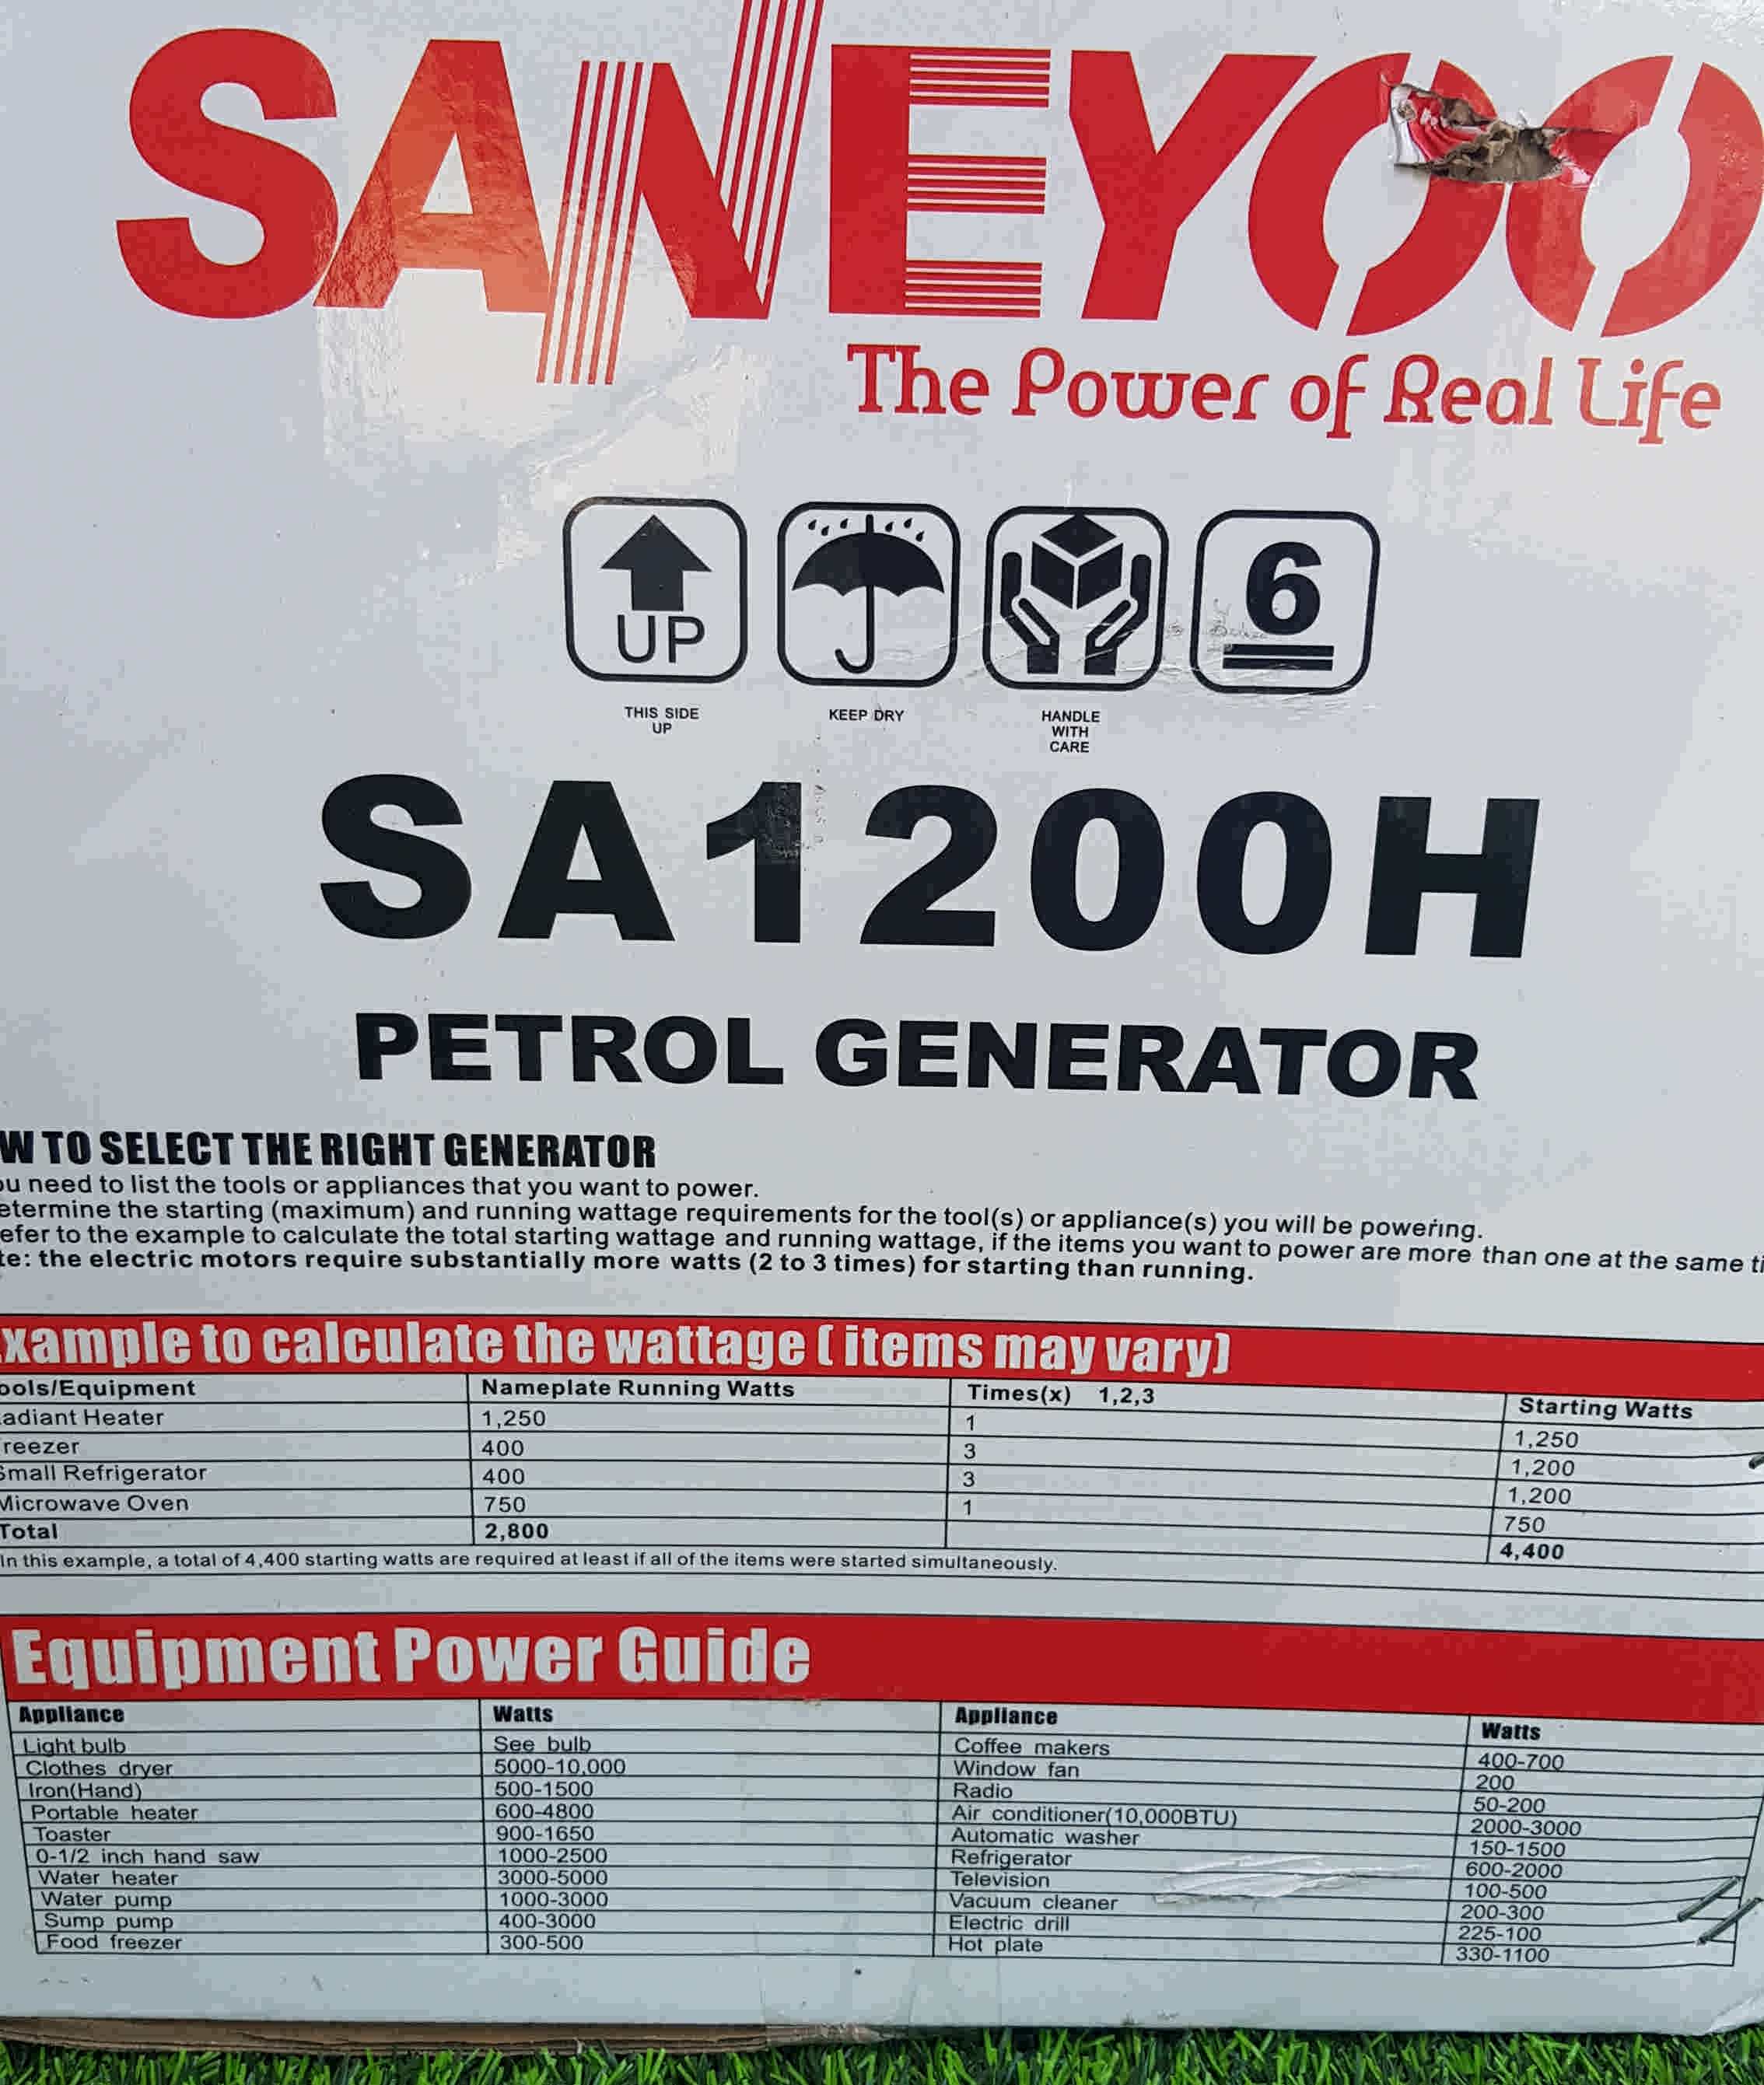 SANEYOO
The Power of Real Life
UP
6
THIS SIDE
UP
KEEP DRY
HANDLE
WITH
CARE
SA1200H
PETROL GENERATOR
W TO SELECT THE RIGHT GENERATOR
ou need to list the tools or appliances that you want to power.
etermine the starting (maximum) and running wattage requirements for the tool(s) or appliance(s) you will be powering.
efer to the example to calculate the total starting wattage and running wattage, if the items you want to power are more than one at the same ti
te: the electric motors require substantially more watts (2 to 3 times) for starting than running.
xample to calculate the wattage ( items may vary)
ools/Equipment Nameplate Running Watts Times(x) 1,2,3 Starting Watts
adiant Heater 1,250 1 1,250
reezer 400 3 1,200
Small Refrigerator 400 3 1,200
Microwave Oven 750 1 750
Total 2,800 4,400
In this example, a total of 4,400 starting watts are required at least if all of the items were started simultaneously.
Equipment Power Guide
Appliance Watts Appliance Watts
Light bulb See bulb Coffee makers 400-700
Clothes dryer 5000-10,000 Window fan 200
Iron(Hand) 500-1500 Radio 50-200
Portable heater 600-4800 Air conditioner(10,000BTU) 2000-3000
Toaster 900-1650 Automatic washer 150-1500
0-1/2 inch hand saw 1000-2500 Refrigerator 600-2000
Water heater 3000-5000 Television 100-500
Water pump 1000-3000 Vacuum cleaner 200-300
Sump pump 400-3000 Electric drill 225-100
Food freezer 300-500 Hot plate 330-1100